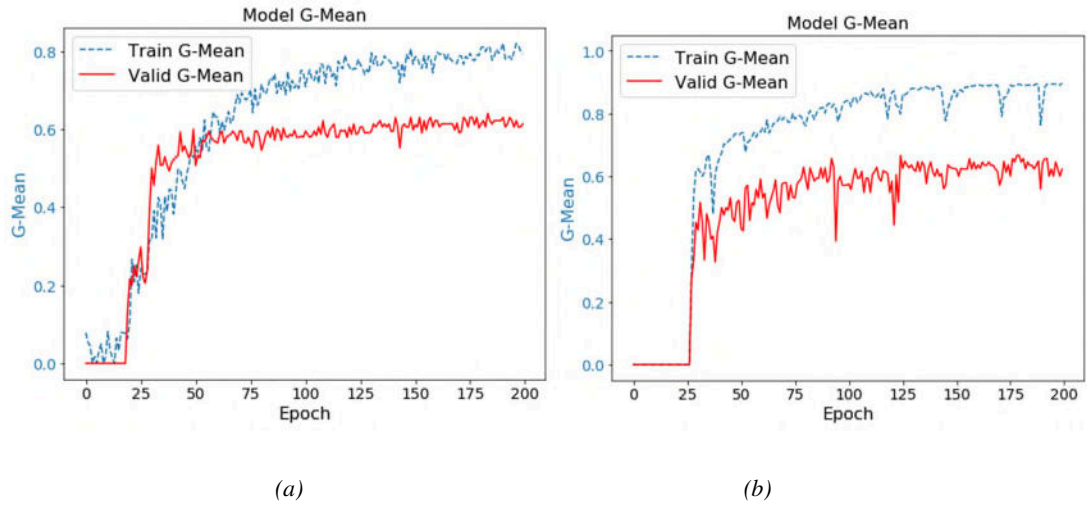 Model G-Mean
Train G-Mean
Valid G-Mean
0.8
0.6
0.4
0.2
0.0
G-Mean
0 25 50 75 100 125 150 175 200
Epoch
(a)
Model G-Mean
Train G-Mean
Valid G-Mean
1.0
0.8
0.6
0.4
0.2
0.0
G-Mean
0 25 50 75 100 125 150 175 200
Epoch
(b)